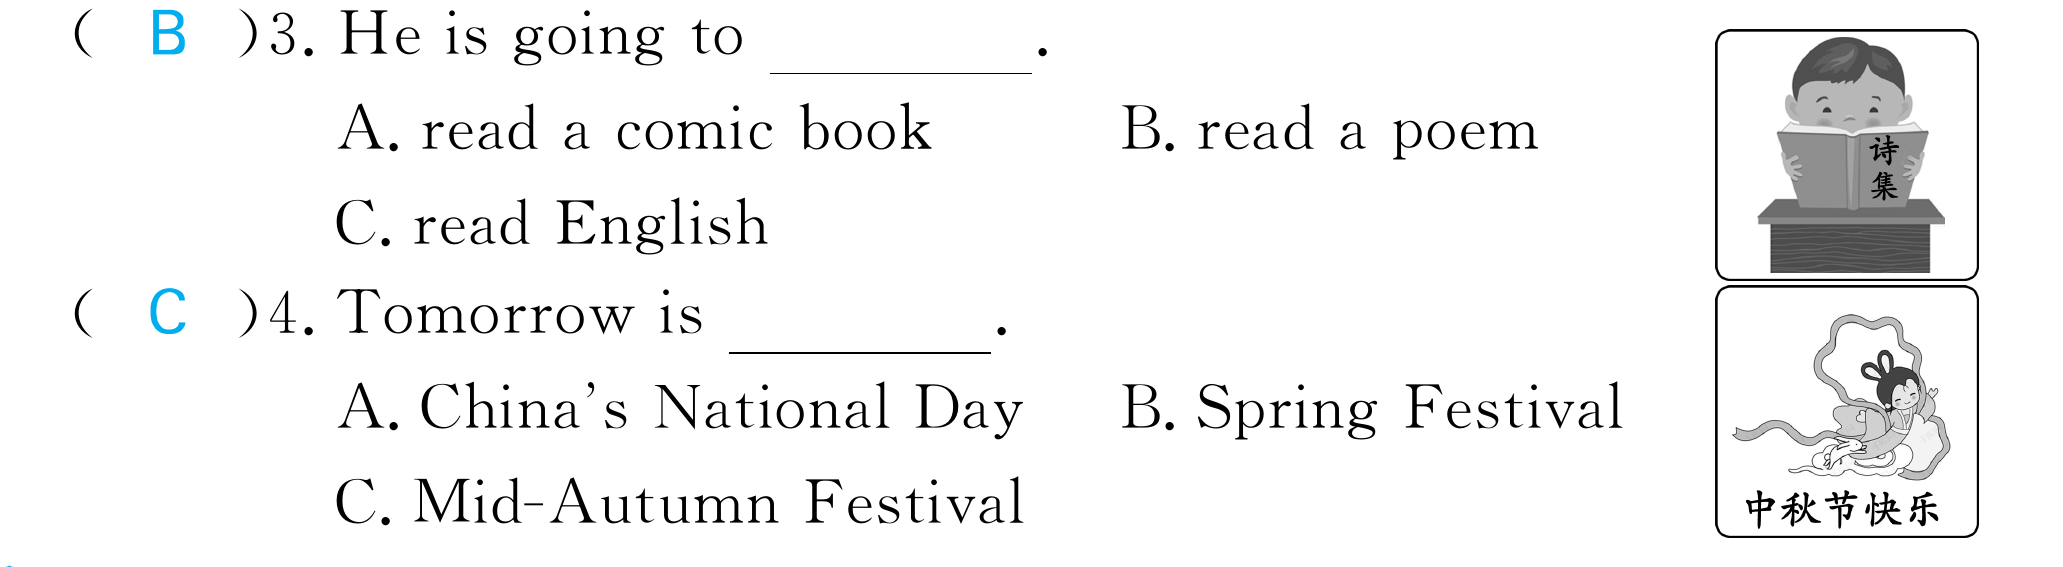 ( B )3. He is going to ________.
A. read a comic book B. read a poem
C. read English
诗集
( C )4. Tomorrow is ________.
A. China's National Day B. Spring Festival
C. Mid-Autumn Festival
中秋节快乐